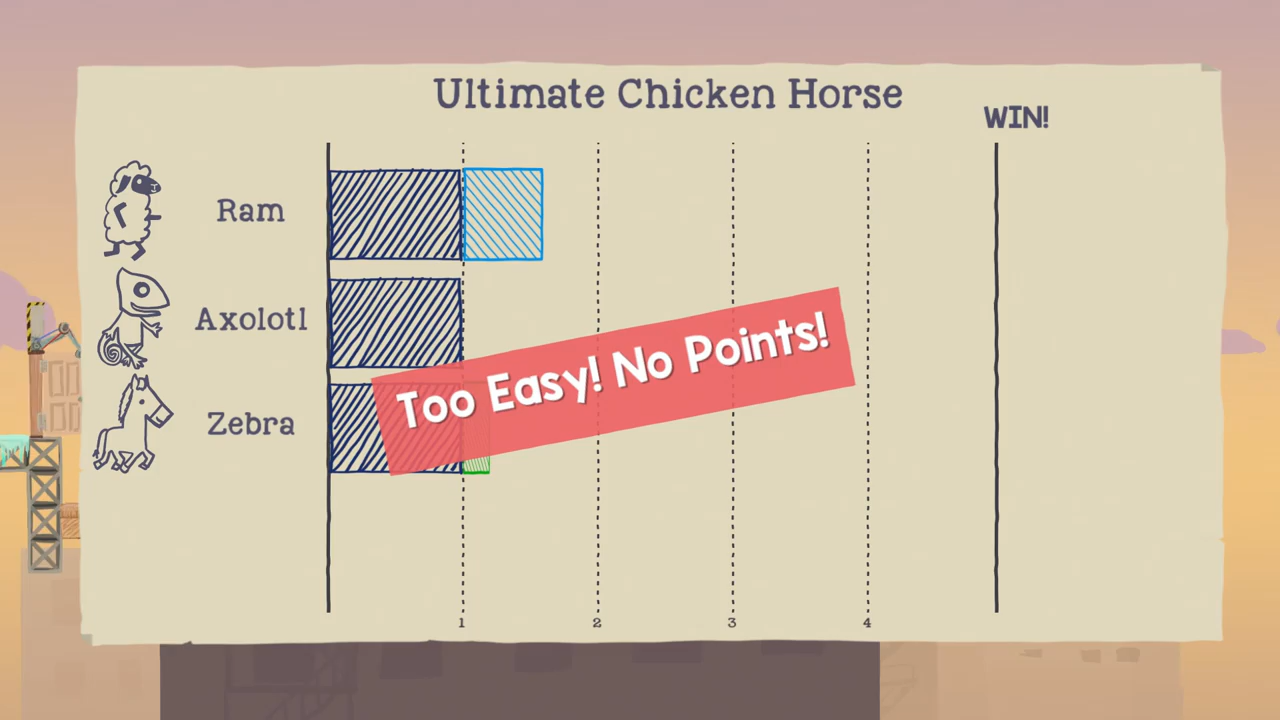 Ultimate Chicken Horse
WIN!
Ram
Axolotl
Too Easy! No Points!
Zebra
1 2 3 4